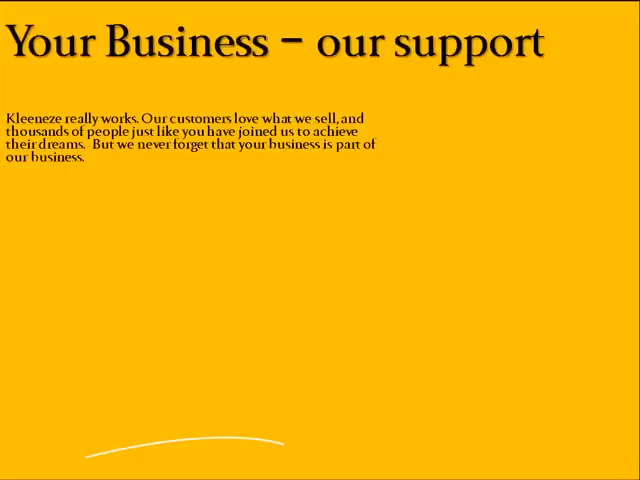 Your Business – our support
Kleeneze really works. Our customers love what we sell, and
thousands of people just like you have joined us to achieve
their dreams.  But we never forget that your business is part of
our business.